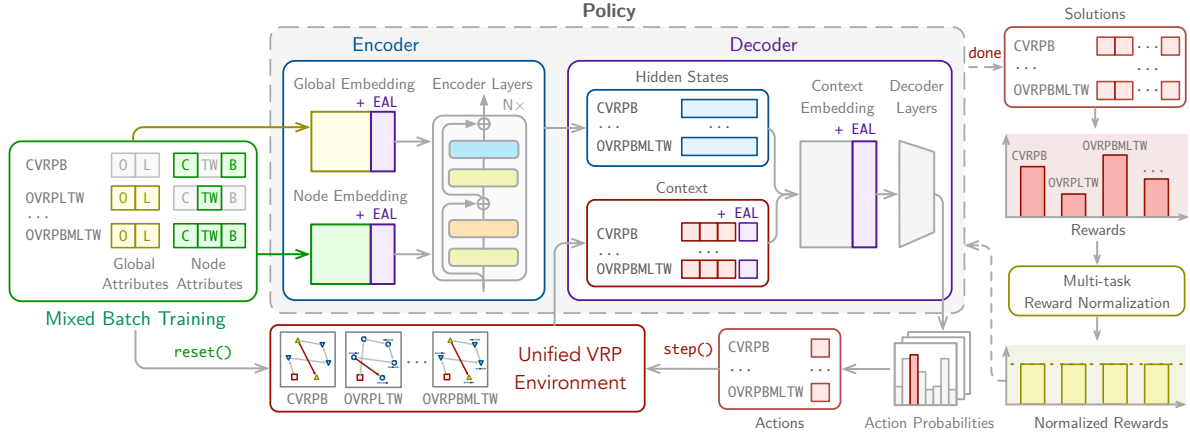 Policy
Encoder
Decoder
Global Embedding
+ EAL
Encoder Layers
N×
Node Embedding
+ EAL
Hidden States
CVRPB
...
...
OVRPBMLTW
Context
+ EAL
CVRPB
...
...
OVRPBMLTW
Context
Embedding
+ EAL
Decoder
Layers
done
Solutions
CVRPB
...
...
...
OVRPBMLTW
...
CVRPB
O L
C TW B
OVRPLTW
O L
C TW B
...
OVRPBMLTW
O L
C TW B
Global
Attributes
Node
Attributes
Mixed Batch Training
reset()
CVRPB
OVRPLTW
...
OVRPBMLTW
Unified VRP
Environment
step()
CVRPB
...
...
OVRPBMLTW
Actions
Action Probabilities
CVRPB
OVRPLTW
OVRPBMLTW
...
Rewards
Multi-task
Reward Normalization
Normalized Rewards